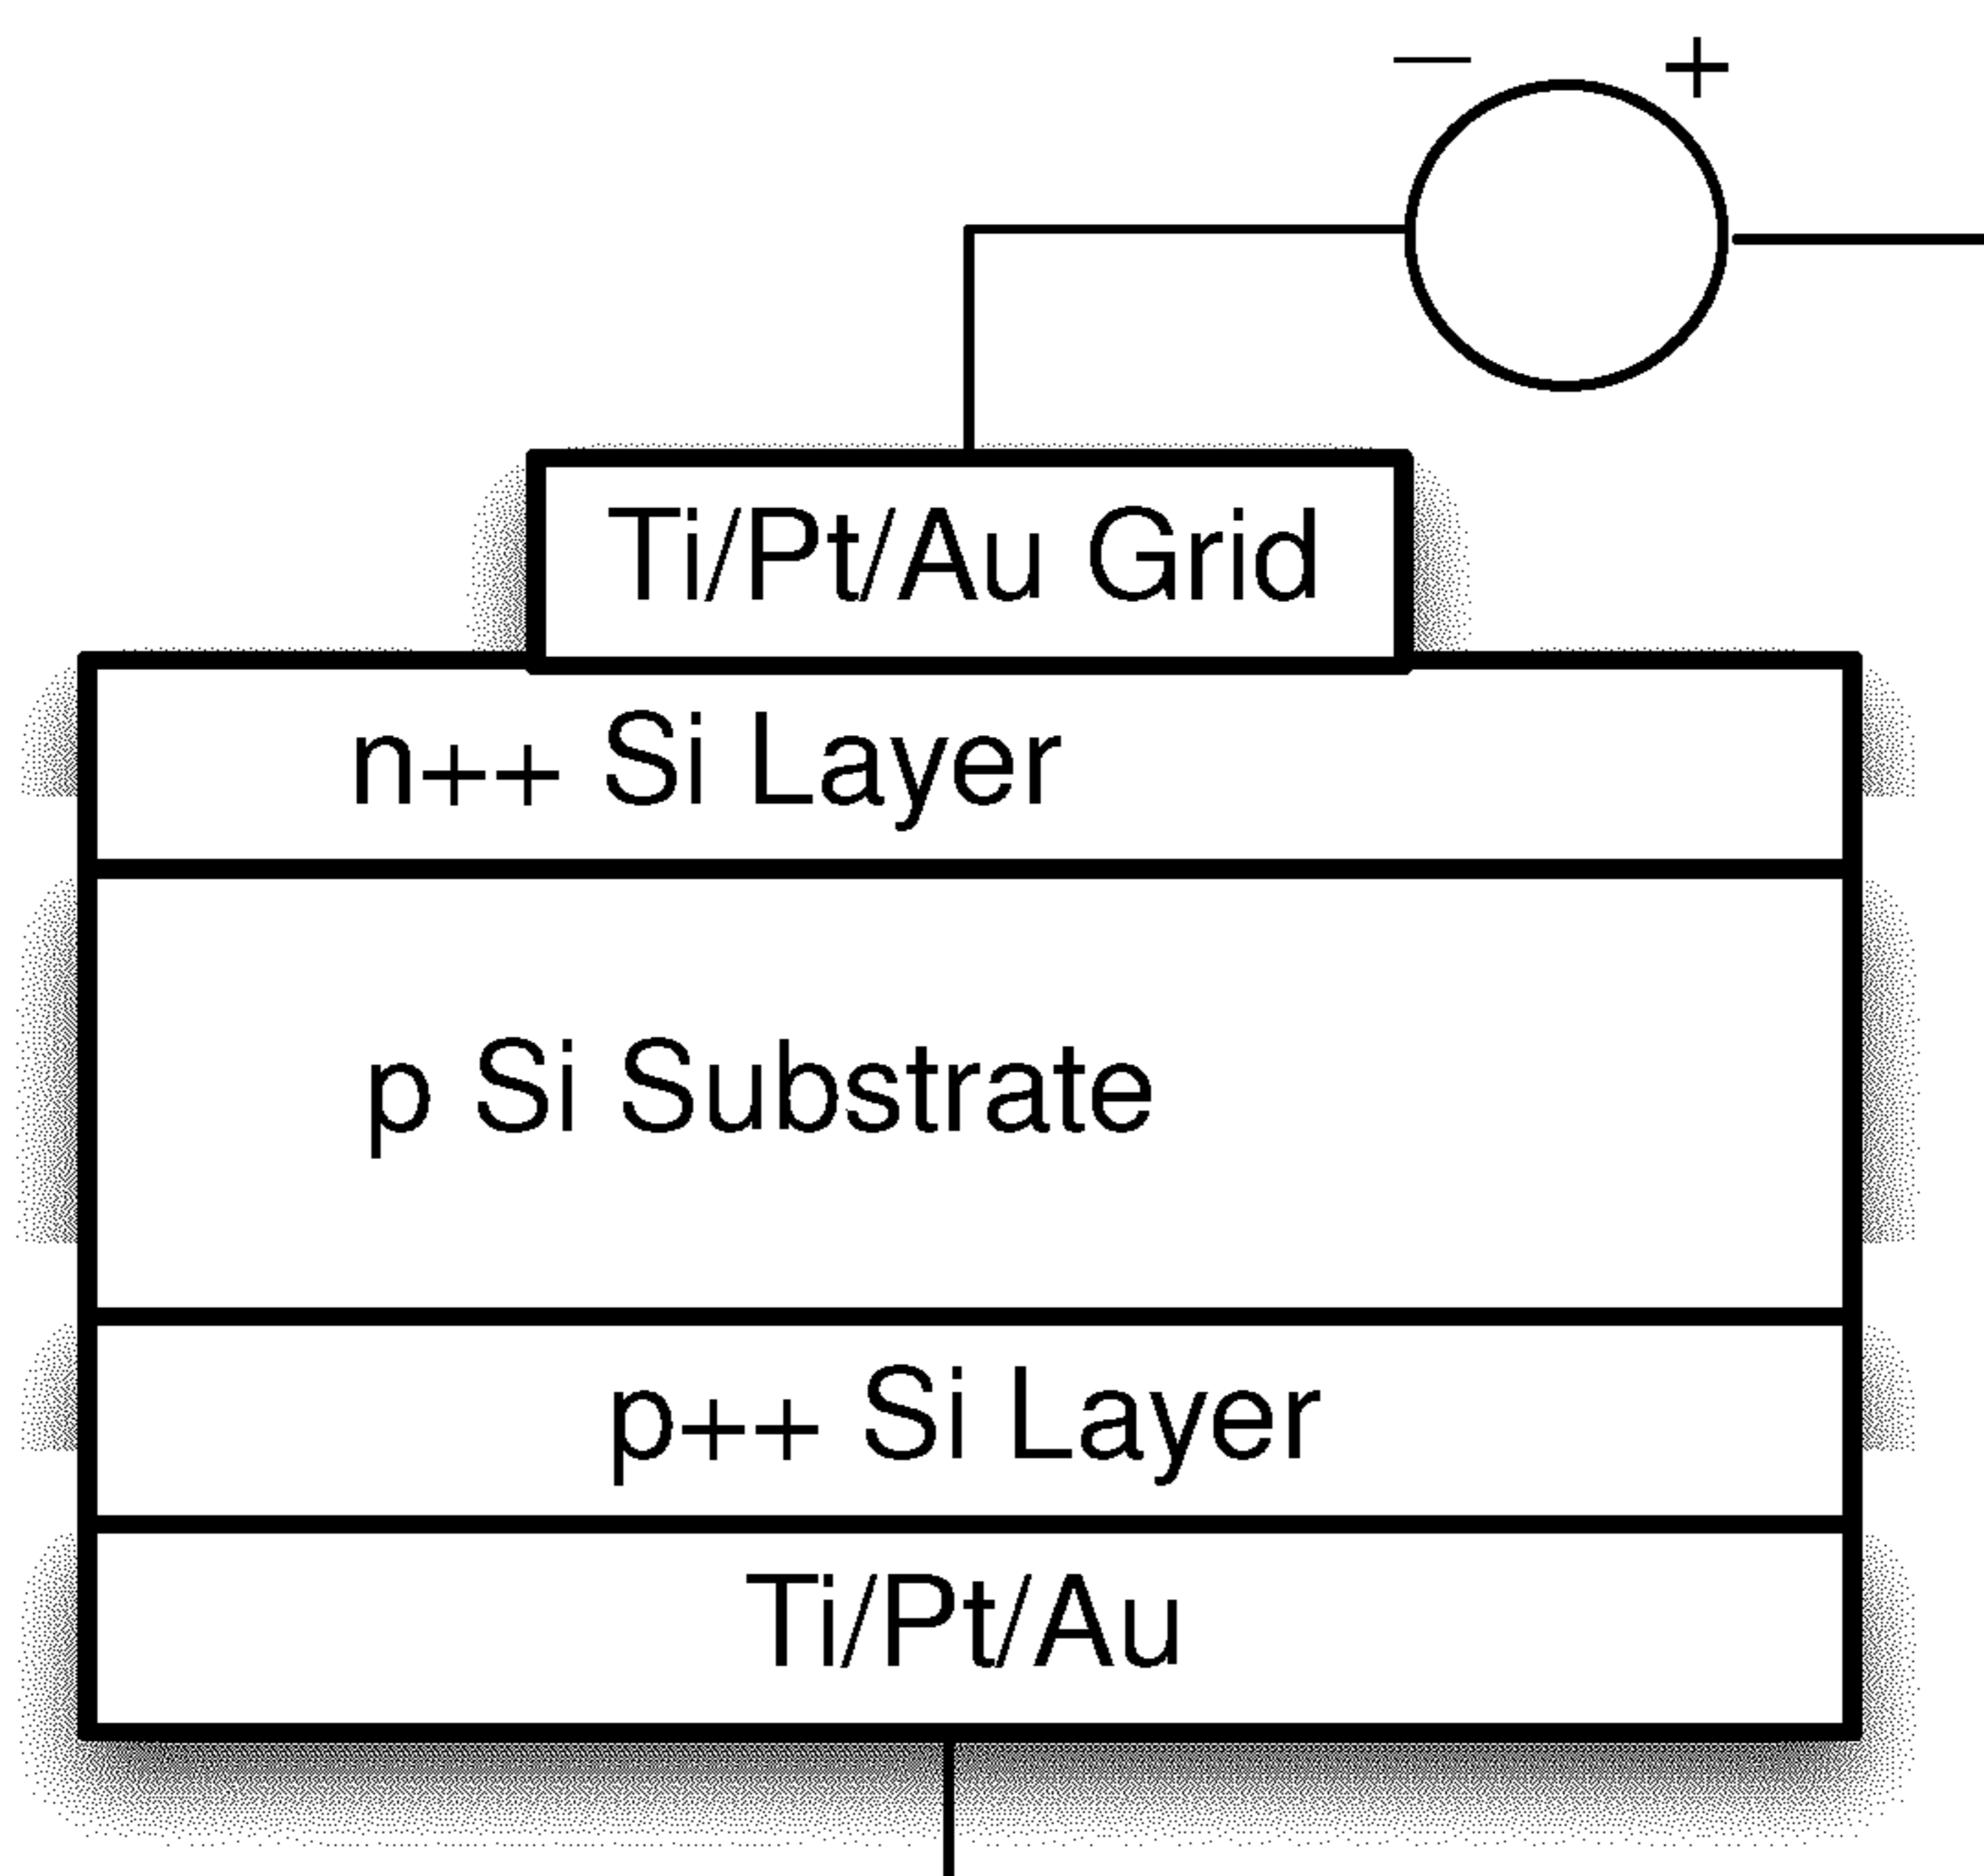 — +
Ti/Pt/Au Grid
n++ Si Layer
p Si Substrate
p++ Si Layer
Ti/Pt/Au